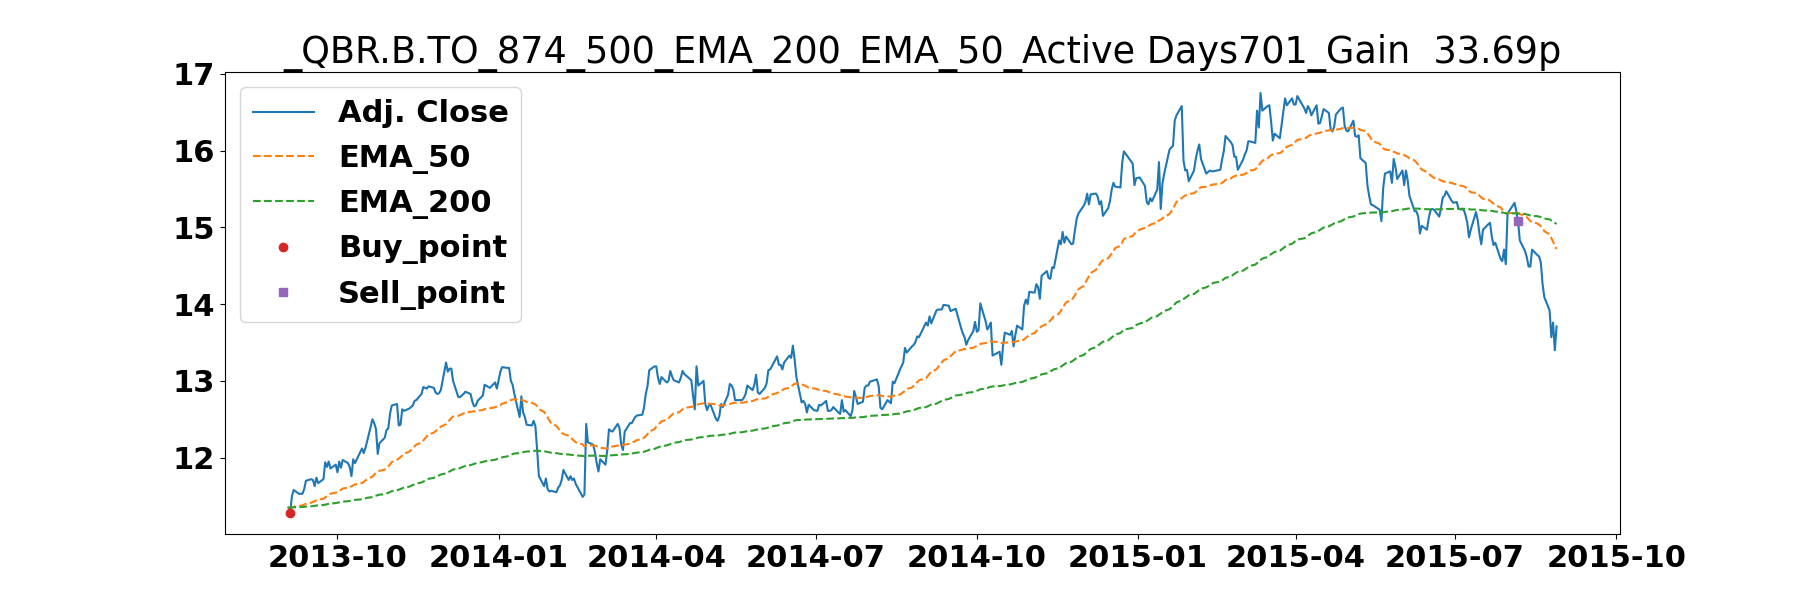 _QBR.B.TO_874_500_EMA_200_EMA_50_Active Days701_Gain  33.69p
17
16
15
14
13
12
Adj. Close
EMA_50
EMA_200
Buy_point
Sell_point
2013-10 2014-01 2014-04 2014-07 2014-10 2015-01 2015-04 2015-07 2015-10